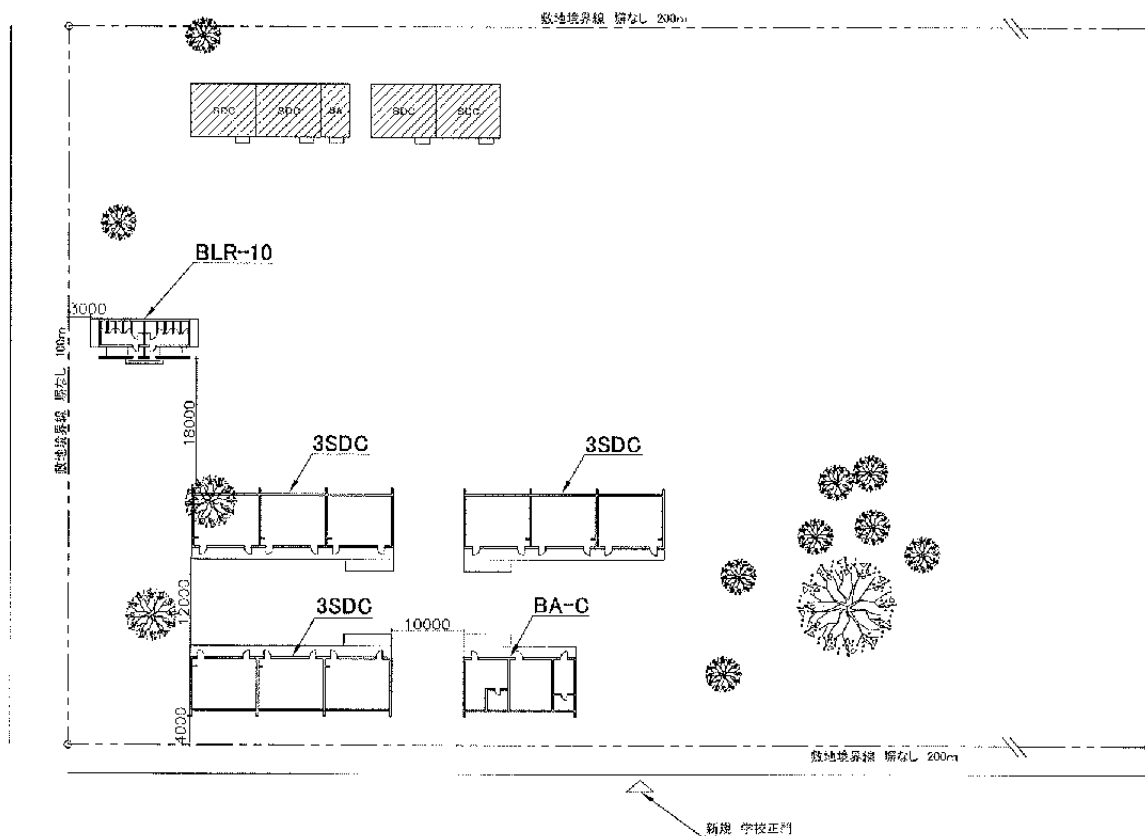 敷地境界線 塀なし 200m
SDC SDC BA SDC SDC
BLR-10
3000
敷地境界線 塀なし 100m
18000
3SDC
3SDC
12000
3SDC
10000
BA-C
4000
敷地境界線 塀なし 200m
新規 学校正門